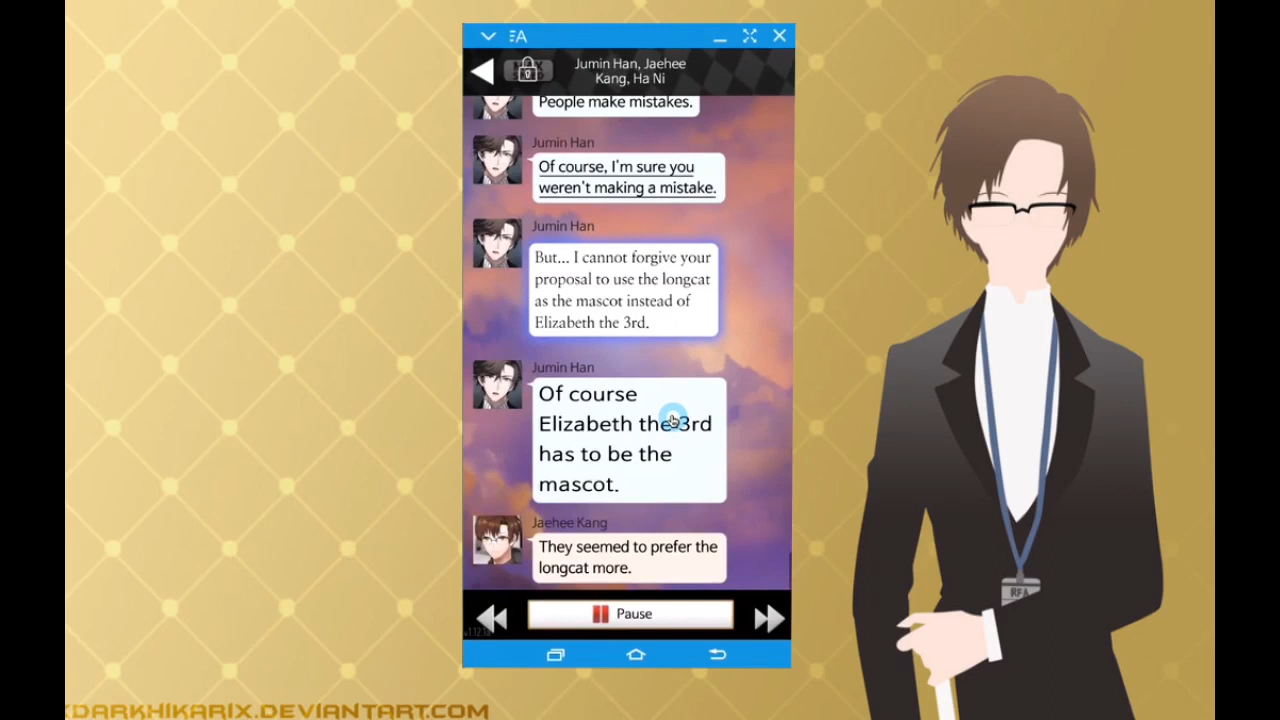 ΞA
Jumin Han, Jaehee
Kang, Ha Ni
People make mistakes.
Jumin Han
Of course, I'm sure you
weren't making a mistake.
Jumin Han
But... I cannot forgive your
proposal to use the longcat
as the mascot instead of
Elizabeth the 3rd.
Jumin Han
Of course
Elizabeth the 3rd
has to be the
mascot.
Jaehee Kang
They seemed to prefer the
longcat more.
Pause
RFA
XDARKHIKARIX.DEVIANTART.COM